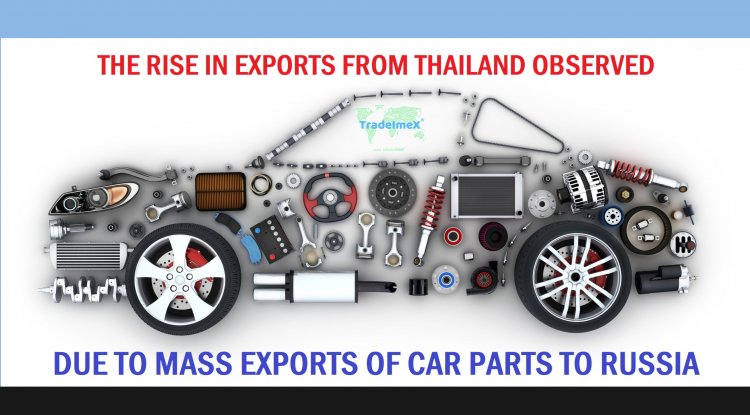 THE RISE IN EXPORTS FROM THAILAND OBSERVED
TradeImeX®
DUE TO MASS EXPORTS OF CAR PARTS TO RUSSIA